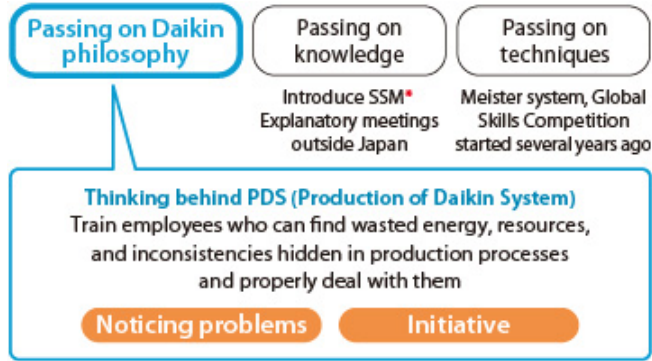 Passing on Daikin
philosophy
Passing on
knowledge
Passing on
techniques
Introduce SSM*
Explanatory meetings
outside Japan
Meister system, Global
Skills Competition
started several years ago
Thinking behind PDS (Production of Daikin System)
Train employees who can find wasted energy, resources,
and inconsistencies hidden in production processes
and properly deal with them
Noticing problems
Initiative